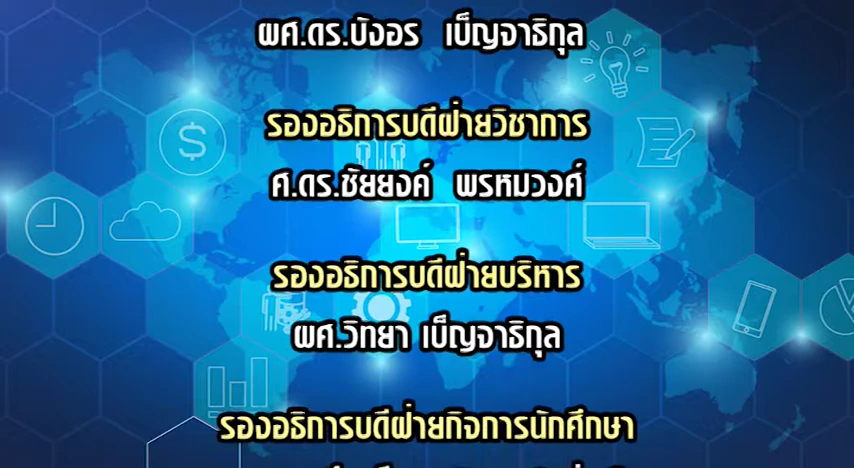 ผศ.ดร.บังอร เบ็ญจาธิกุล
รองอธิการบดีฝ่ายวิชาการ
ศ.ดร.ชัยยงค์ พรหมวงศ์
รองอธิการบดีฝ่ายบริหาร
ผศ.วิทยา เบ็ญจาธิกุล
รองอธิการบดีฝ่ายกิจการนักศึกษา